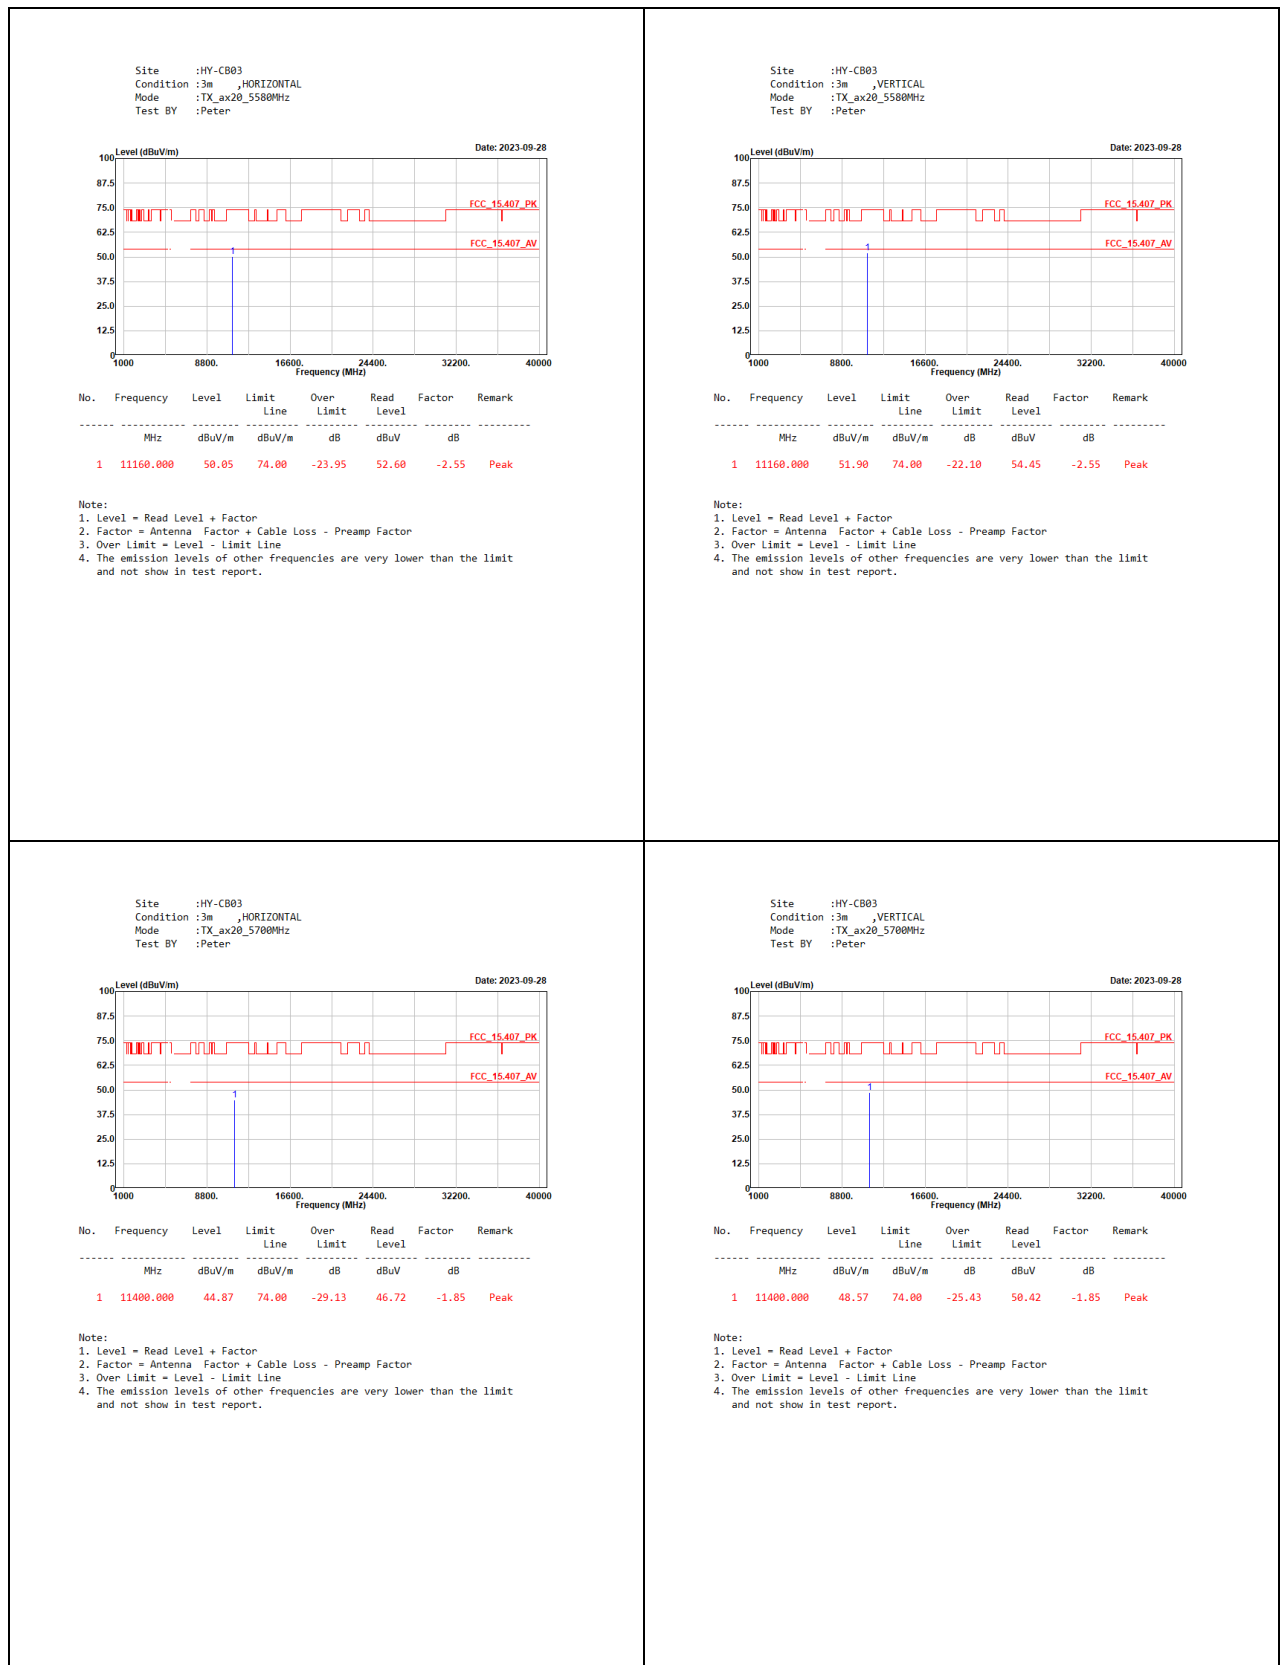 Site      :HY-CB03
Condition :3m    ,HORIZONTAL
Mode      :TX_ax20_5580MHz
Test BY   :Peter
Level (dBuV/m)
Date: 2023-09-28
100
87.5
75.0
62.5
50.0
37.5
25.0
12.5
0
FCC_15.407_PK
FCC_15.407_AV
1
1000 8800. 16600. 24400. 32200. 40000
Frequency (MHz)
No. Frequency Level Limit Over Read Factor Remark
Line Limit Level
------ ----------- -------- --------- --------- --------- -------- ---------
MHz dBuV/m dBuV/m dB dBuV dB
1 11160.000 50.05 74.00 -23.95 52.60 -2.55 Peak
Note:
1. Level = Read Level + Factor
2. Factor = Antenna  Factor + Cable Loss - Preamp Factor
3. Over Limit = Level - Limit Line
4. The emission levels of other frequencies are very lower than the limit
and not show in test report.
Site      :HY-CB03
Condition :3m    ,VERTICAL
Mode      :TX_ax20_5580MHz
Test BY   :Peter
Level (dBuV/m)
Date: 2023-09-28
100
87.5
75.0
62.5
50.0
37.5
25.0
12.5
0
FCC_15.407_PK
FCC_15.407_AV
1
1000 8800. 16600. 24400. 32200. 40000
Frequency (MHz)
No. Frequency Level Limit Over Read Factor Remark
Line Limit Level
------ ----------- -------- --------- --------- --------- -------- ---------
MHz dBuV/m dBuV/m dB dBuV dB
1 11160.000 51.90 74.00 -22.10 54.45 -2.55 Peak
Note:
1. Level = Read Level + Factor
2. Factor = Antenna  Factor + Cable Loss - Preamp Factor
3. Over Limit = Level - Limit Line
4. The emission levels of other frequencies are very lower than the limit
and not show in test report.
Site      :HY-CB03
Condition :3m    ,HORIZONTAL
Mode      :TX_ax20_5700MHz
Test BY   :Peter
Level (dBuV/m)
Date: 2023-09-28
100
87.5
75.0
62.5
50.0
37.5
25.0
12.5
0
FCC_15.407_PK
FCC_15.407_AV
1
1000 8800. 16600. 24400. 32200. 40000
Frequency (MHz)
No. Frequency Level Limit Over Read Factor Remark
Line Limit Level
------ ----------- -------- --------- --------- --------- -------- ---------
MHz dBuV/m dBuV/m dB dBuV dB
1 11400.000 44.87 74.00 -29.13 46.72 -1.85 Peak
Note:
1. Level = Read Level + Factor
2. Factor = Antenna  Factor + Cable Loss - Preamp Factor
3. Over Limit = Level - Limit Line
4. The emission levels of other frequencies are very lower than the limit
and not show in test report.
Site      :HY-CB03
Condition :3m    ,VERTICAL
Mode      :TX_ax20_5700MHz
Test BY   :Peter
Level (dBuV/m)
Date: 2023-09-28
100
87.5
75.0
62.5
50.0
37.5
25.0
12.5
0
FCC_15.407_PK
FCC_15.407_AV
1
1000 8800. 16600. 24400. 32200. 40000
Frequency (MHz)
No. Frequency Level Limit Over Read Factor Remark
Line Limit Level
------ ----------- -------- --------- --------- --------- -------- ---------
MHz dBuV/m dBuV/m dB dBuV dB
1 11400.000 48.57 74.00 -25.43 50.42 -1.85 Peak
Note:
1. Level = Read Level + Factor
2. Factor = Antenna  Factor + Cable Loss - Preamp Factor
3. Over Limit = Level - Limit Line
4. The emission levels of other frequencies are very lower than the limit
and not show in test report.